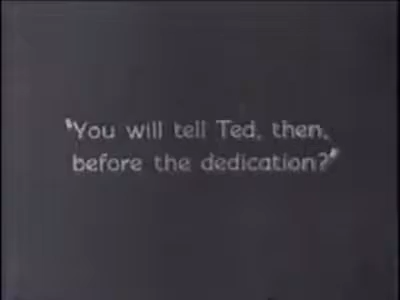 "You will tell Ted, then,
before the dedication?"